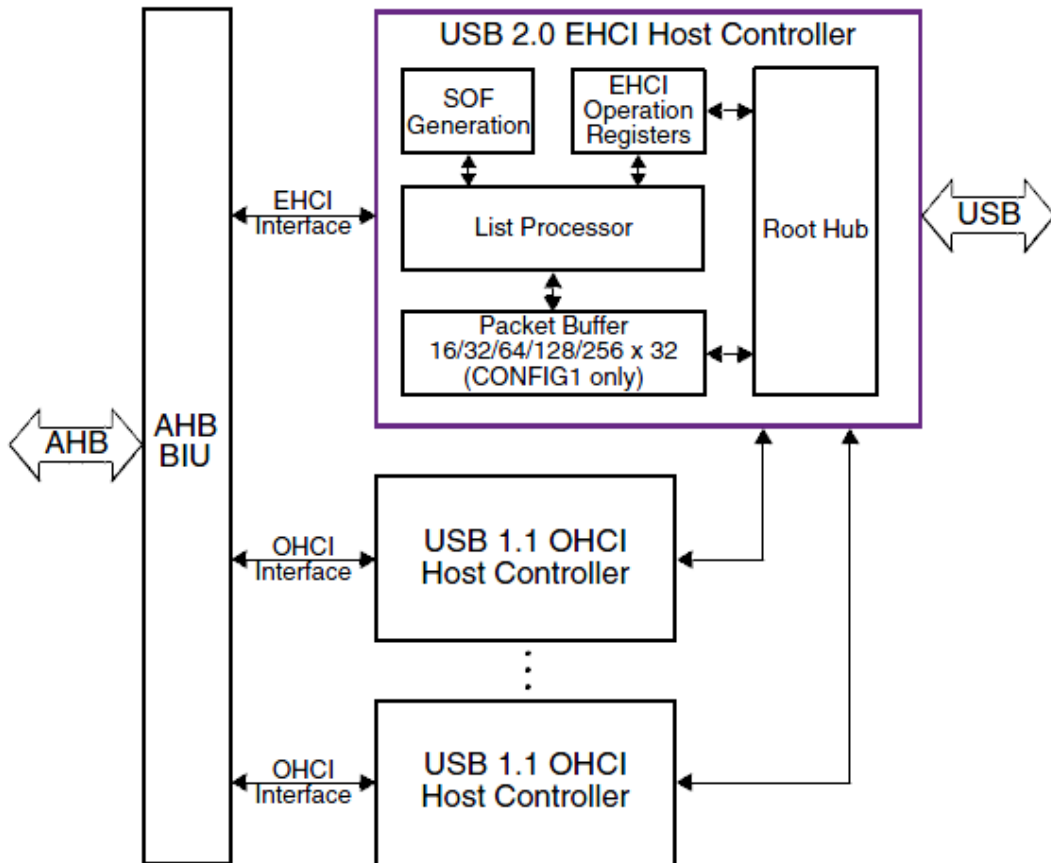 USB 2.0 EHCI Host Controller
SOF
Generation
EHCI
Operation
Registers
EHCI
Interface
List Processor
Root Hub
USB
Packet Buffer
16/32/64/128/256 x 32
(CONFIG1 only)
AHB
AHB
BIU
OHCI
Interface
USB 1.1 OHCI
Host Controller
OHCI
Interface
USB 1.1 OHCI
Host Controller